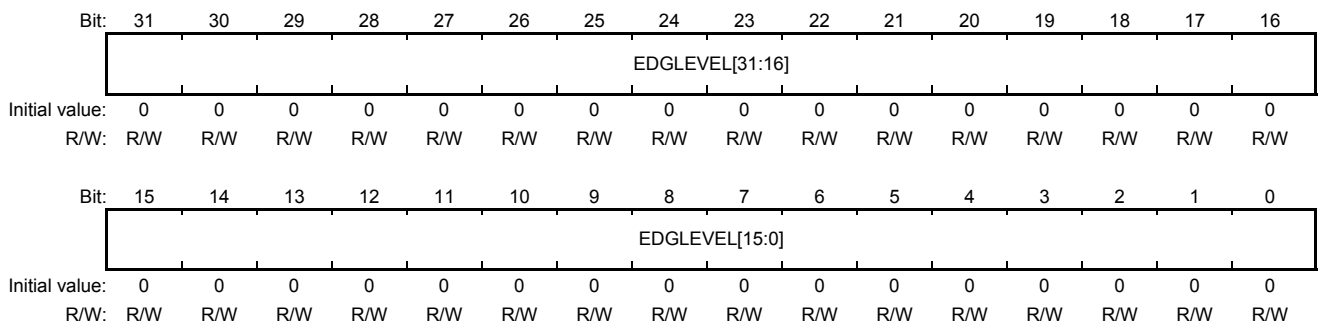 Bit: 31 30 29 28 27 26 25 24 23 22 21 20 19 18 17 16
EDGLEVEL[31:16]
Initial value: 0 0 0 0 0 0 0 0 0 0 0 0 0 0 0 0
R/W: R/W R/W R/W R/W R/W R/W R/W R/W R/W R/W R/W R/W R/W R/W R/W R/W
Bit: 15 14 13 12 11 10 9 8 7 6 5 4 3 2 1 0
EDGLEVEL[15:0]
Initial value: 0 0 0 0 0 0 0 0 0 0 0 0 0 0 0 0
R/W: R/W R/W R/W R/W R/W R/W R/W R/W R/W R/W R/W R/W R/W R/W R/W R/W